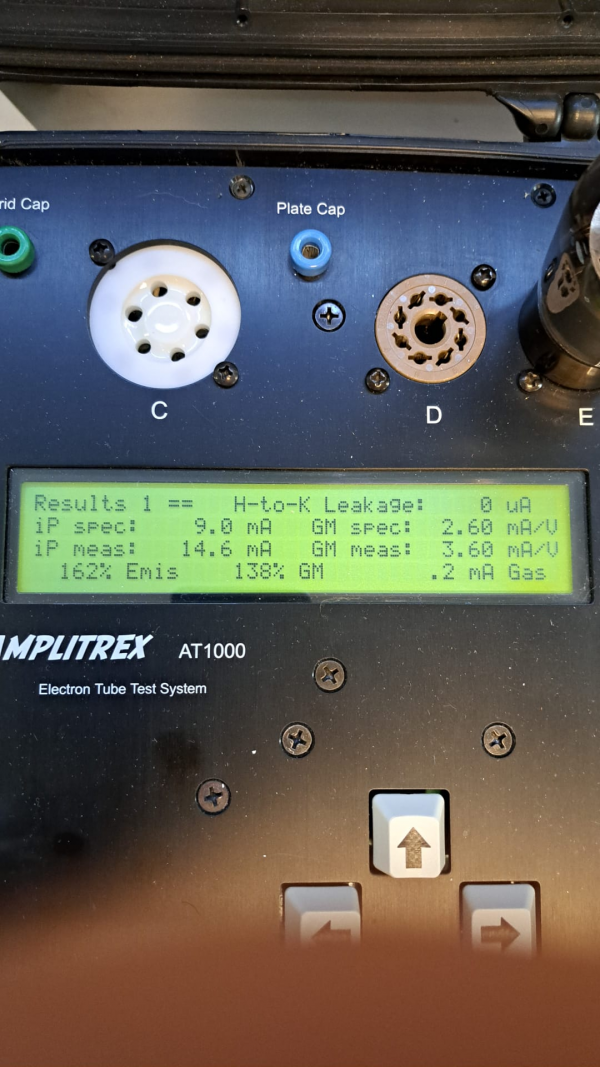 rid Cap
Plate Cap
C
D
E
Results 1 == H-to-K Leakage: 0 uA
iP spec: 9.0 mA GM spec: 2.60 mA/V
iP meas: 14.6 mA GM meas: 3.60 mA/V
162% Emis 138% GM .2 mA Gas
AMPLITREX AT1000
Electron Tube Test System